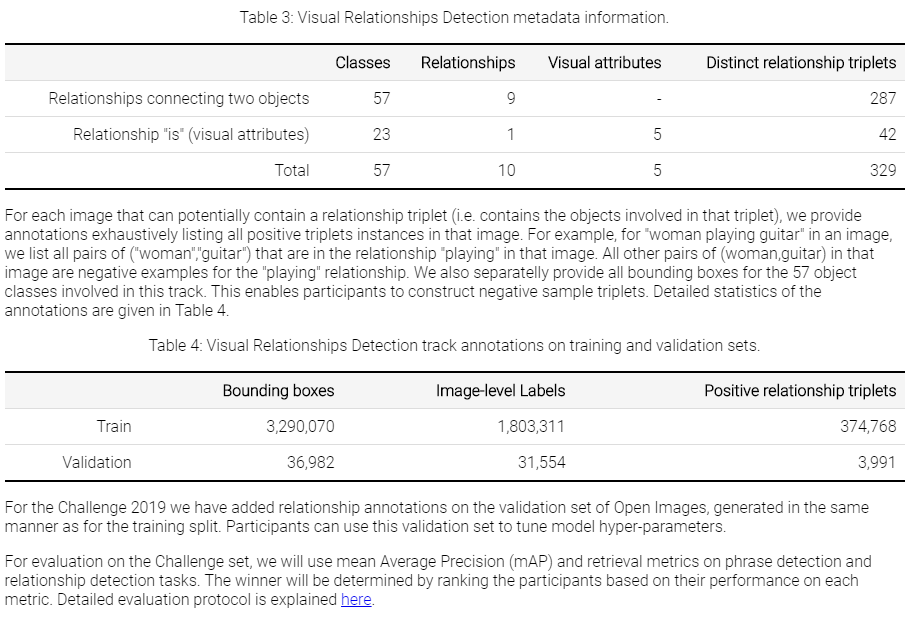 Table 3: Visual Relationships Detection metadata information.
Classes Relationships Visual attributes Distinct relationship triplets
Relationships connecting two objects 57 9 - 287
Relationship "is" (visual attributes) 23 1 5 42
Total 57 10 5 329
For each image that can potentially contain a relationship triplet (i.e. contains the objects involved in that triplet), we provide
annotations exhaustively listing all positive triplets instances in that image. For example, for "woman playing guitar" in an image,
we list all pairs of ("woman","guitar") that are in the relationship "playing" in that image. All other pairs of (woman,guitar) in that
image are negative examples for the "playing" relationship. We also separatelly provide all bounding boxes for the 57 object
classes involved in this track. This enables participants to construct negative sample triplets. Detailed statistics of the
annotations are given in Table 4.
Table 4: Visual Relationships Detection track annotations on training and validation sets.
Bounding boxes Image-level Labels Positive relationship triplets
Train 3,290,070 1,803,311 374,768
Validation 36,982 31,554 3,991
For the Challenge 2019 we have added relationship annotations on the validation set of Open Images, generated in the same
manner as for the training split. Participants can use this validation set to tune model hyper-parameters.
For evaluation on the Challenge set, we will use mean Average Precision (mAP) and retrieval metrics on phrase detection and
relationship detection tasks. The winner will be determined by ranking the participants based on their performance on each
metric. Detailed evaluation protocol is explained here.